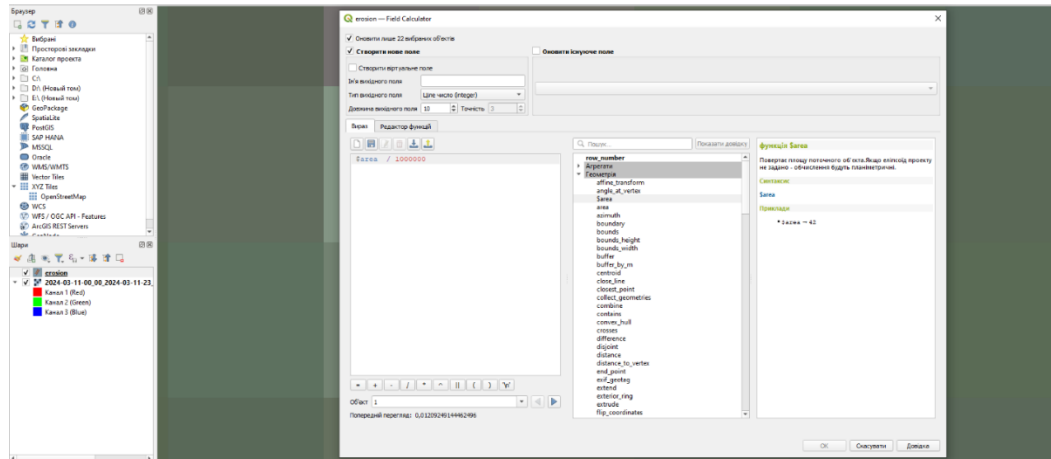 Браузер
Вибрані
Просторові закладки
Каталог проекта
Головна
C:\
D:\ (Новый том)
E:\ (Новый том)
GeoPackage
SpatiaLite
PostGIS
SAP HANA
MSSQL
Oracle
WMS/WMTS
Vector Tiles
XYZ Tiles
OpenStreetMap
WCS
WFS / OGC API - Features
ArcGIS REST Servers
Шари
erosion
2024-03-11-00_00_2024-03-11-23_
Канал 1 (Red)
Канал 2 (Green)
Канал 3 (Blue)
erosion — Field Calculator
Оновити лише 22 вибраних об'єктів
Створити нове поле
Оновити існуюче поле
Створити віртуальне поле
Ім'я вихідного поля
Тип вихідного поля Ціле число (integer)
Довжина вихідного поля 10 Точність 3
Вираз Редактор функцій
$area / 1000000
= + - / * ^ || ( ) '\n'
Об'єкт 1
Попередній перегляд: 0,01209249144462496
Пошук... Показати довідку
row_number
Агрегати
Геометрія
affine_transform
angle_at_vertex
$area
area
azimuth
boundary
bounds
bounds_height
bounds_width
buffer
buffer_by_m
centroid
close_line
closest_point
collect_geometries
combine
contains
convex_hull
crosses
difference
disjoint
distance
distance_to_vertex
end_point
exif_geotag
extend
exterior_ring
extrude
flip_coordinates
функція $area
Повертає площу поточного об'єкта.Якщо еліпсоїд проекту
не задано - обчислення будуть планіметричні.
Синтаксис
$area
Приклади
• $area → 42
OK Скасувати Довідка